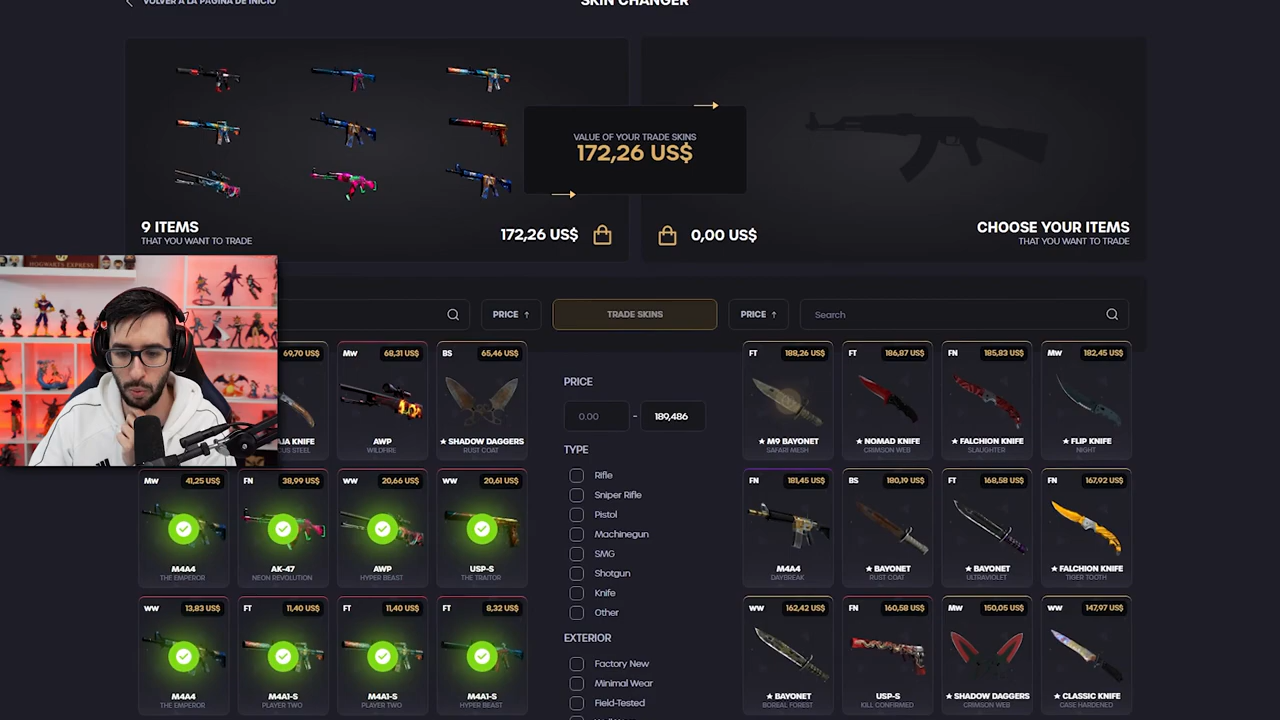 VOLVER A LA PÁGINA DE INICIO
SKIN CHANGER
VALUE OF YOUR TRADE SKINS
172,26 US$
9 ITEMS
THAT YOU WANT TO TRADE
172,26 US$
0,00 US$
CHOOSE YOUR ITEMS
THAT YOU WANT TO TRADE
HOGWARTS EXPRESS
PRICE ↑
TRADE SKINS
PRICE ↑
Search
69,70 US$
MW 68,31 US$
BS 65,46 US$
KNIFE
AWP
★ SHADOW DAGGERS
STEEL
WILDFIRE
RUST COAT
MW 41,25 US$
FN 38,99 US$
WW 20,66 US$
WW 20,61 US$
M4A4
AK-47
AWP
USP-S
THE EMPEROR
NEON REVOLUTION
HYPER BEAST
THE TRAITOR
WW 13,83 US$
FT 11,40 US$
FT 11,40 US$
FT 8,32 US$
M4A4
M4A1-S
M4A1-S
M4A1-S
THE EMPEROR
PLAYER TWO
PLAYER TWO
HYPER BEAST
PRICE
0.00 - 189,486
TYPE
Rifle
Sniper Rifle
Pistol
Machinegun
SMG
Shotgun
Knife
Other
EXTERIOR
Factory New
Minimal Wear
Field-Tested
FT 188,26 US$
FT 186,87 US$
FN 185,83 US$
MW 182,45 US$
★ M9 BAYONET
★ NOMAD KNIFE
★ FALCHION KNIFE
★ FLIP KNIFE
SAFARI MESH
CRIMSON WEB
SLAUGHTER
NIGHT
FN 181,45 US$
BS 180,19 US$
FT 168,58 US$
FN 167,92 US$
M4A4
★ BAYONET
★ BAYONET
★ FALCHION KNIFE
DAYBREAK
RUST COAT
ULTRAVIOLET
TIGER TOOTH
WW 162,42 US$
FN 160,58 US$
MW 150,05 US$
WW 147,97 US$
★ BAYONET
USP-S
★ SHADOW DAGGERS
★ CLASSIC KNIFE
BOREAL FOREST
KILL CONFIRMED
CRIMSON WEB
CASE HARDENED